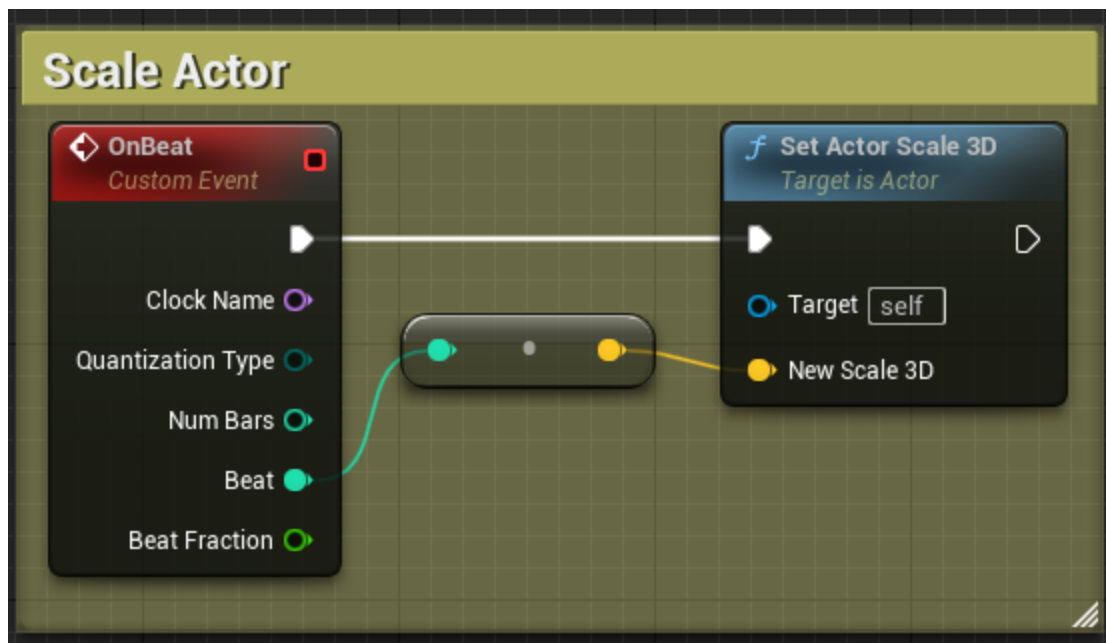 Scale Actor
OnBeat
Custom Event
Clock Name
Quantization Type
Num Bars
Beat
Beat Fraction
f Set Actor Scale 3D
Target is Actor
Target self
New Scale 3D